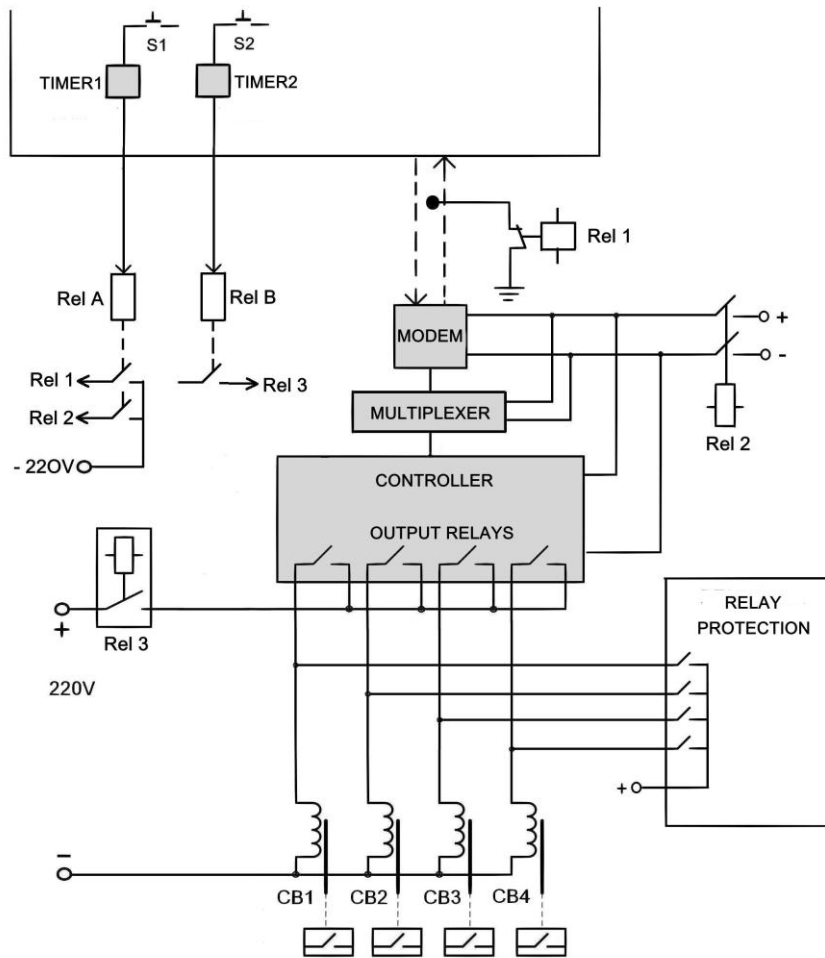 S1
S2
TIMER1
TIMER2
Rel 1
Rel A
Rel B
MODEM
+
-
Rel 1
Rel 3
Rel 2
MULTIPLEXER
Rel 2
- 220V
CONTROLLER
OUTPUT RELAYS
RELAY
PROTECTION
+
Rel 3
220V
+
-
CB1
CB2
CB3
CB4